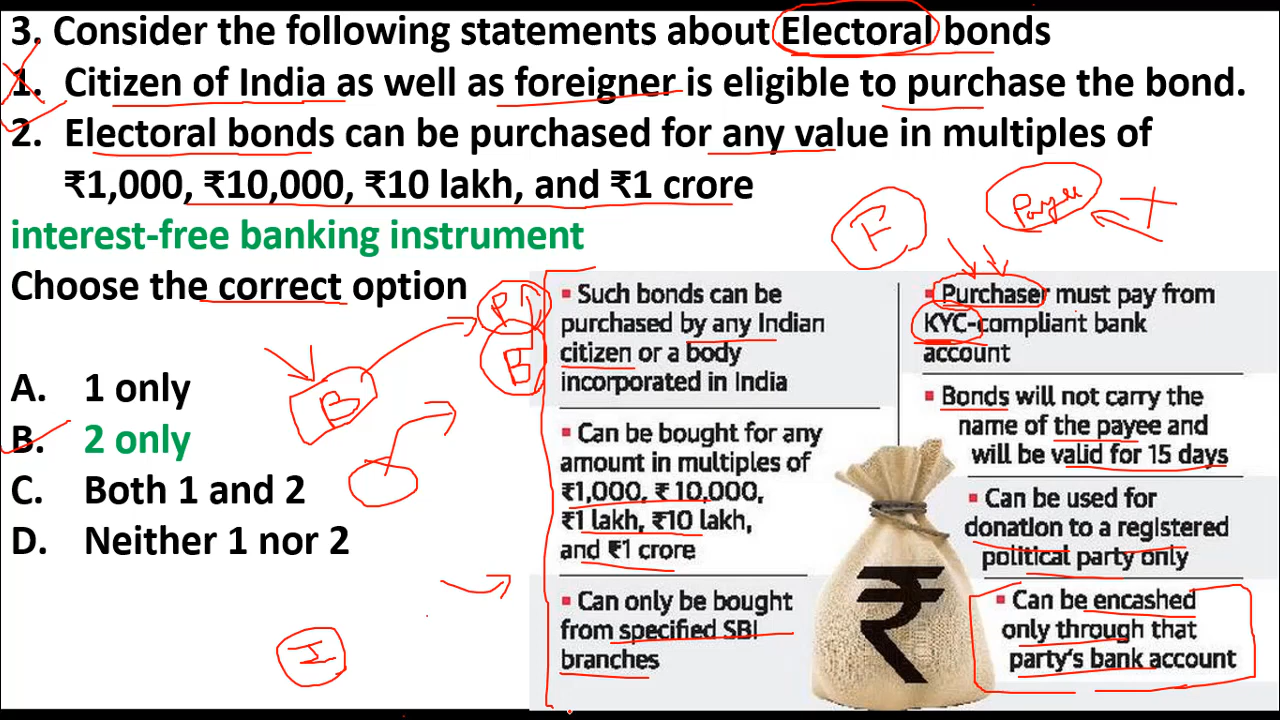 3. Consider the following statements about Electoral bonds
1. Citizen of India as well as foreigner is eligible to purchase the bond.
2. Electoral bonds can be purchased for any value in multiples of
₹1,000, ₹10,000, ₹10 lakh, and ₹1 crore
interest-free banking instrument
Choose the correct option
A. 1 only
B. 2 only
C. Both 1 and 2
D. Neither 1 nor 2
▪ Such bonds can be
purchased by any Indian
citizen or a body
incorporated in India
▪ Can be bought for any
amount in multiples of
₹1,000, ₹10,000,
₹1 lakh, ₹10 lakh,
and ₹1 crore
▪ Can only be bought
from specified SBI
branches
▪ Purchaser must pay from
KYC-compliant bank
account
▪ Bonds will not carry the
name of the payee and
will be valid for 15 days
▪ Can be used for
donation to a registered
political party only
▪ Can be encashed
only through that
party's bank account
₹
F
Payee
B
B
I